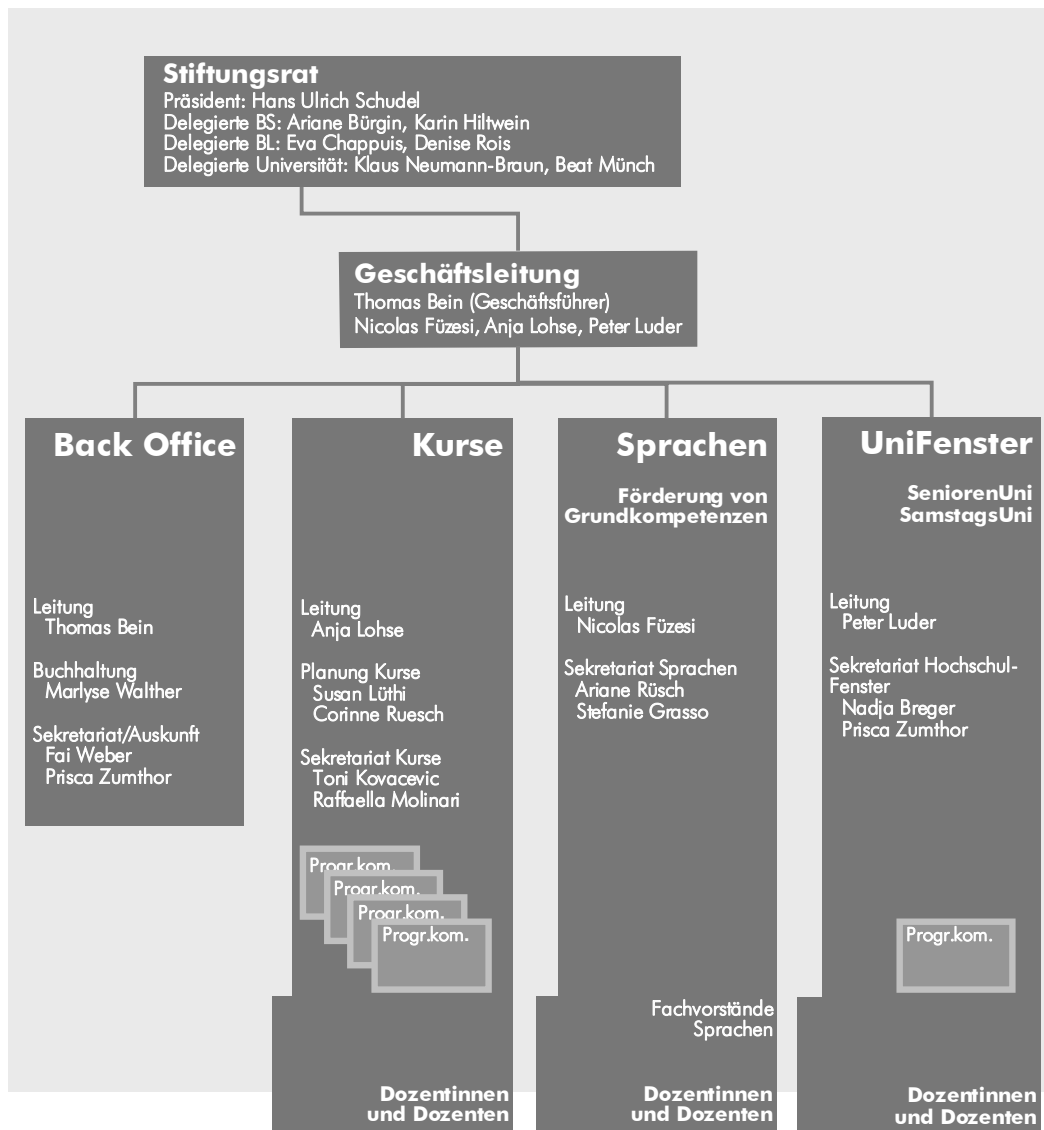 Stiftungsrat
Präsident: Hans Ulrich Schudel
Delegierte BS: Ariane Bürgin, Karin Hiltwein
Delegierte BL: Eva Chappuis, Denise Rois
Delegierte Universität: Klaus Neumann-Braun, Beat Münch
Geschäftsleitung
Thomas Bein (Geschäftsführer)
Nicolas Füzesi, Anja Lohse, Peter Luder
Back Office
Leitung
Thomas Bein
Buchhaltung
Marlyse Walther
Sekretariat/Auskunft
Fai Weber
Prisca Zumthor
Kurse
Leitung
Anja Lohse
Planung Kurse
Susan Lüthi
Corinne Ruesch
Sekretariat Kurse
Toni Kovacevic
Raffaella Molinari
Progr.kom.
Progr.kom.
Progr.kom.
Progr.kom.
Dozentinnen
und Dozenten
Sprachen
Förderung von
Grundkompetenzen
Leitung
Nicolas Füzesi
Sekretariat Sprachen
Ariane Rüsch
Stefanie Grasso
Fachvorstände
Sprachen
Dozentinnen
und Dozenten
UniFenster
SeniorenUni
SamstagsUni
Leitung
Peter Luder
Sekretariat Hochschul-
Fenster
Nadja Breger
Prisca Zumthor
Progr.kom.
Dozentinnen
und Dozenten